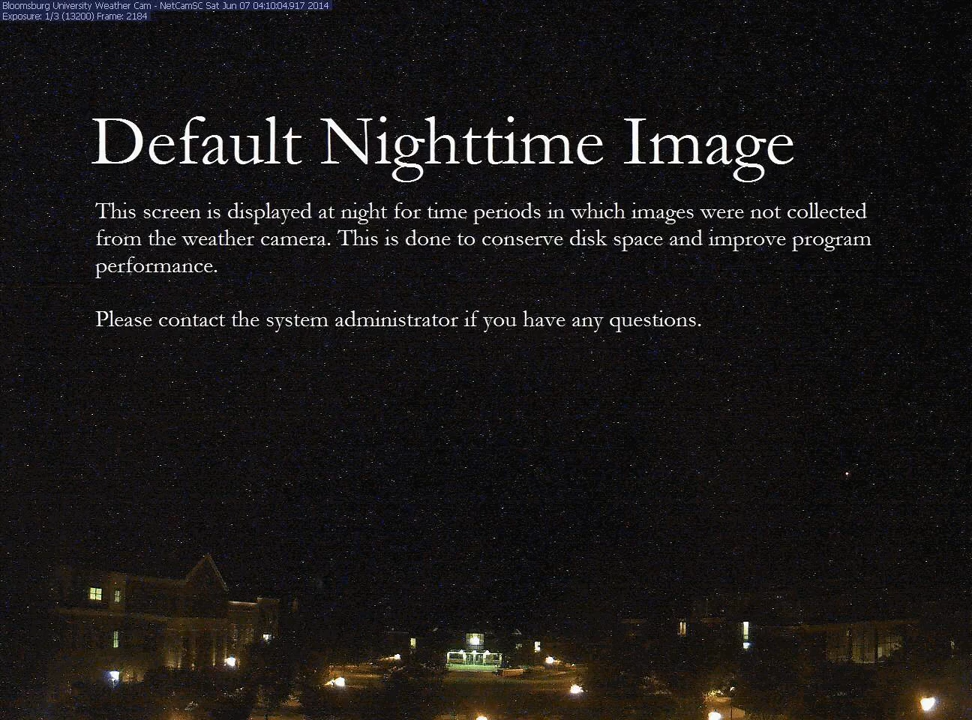 Bloomsburg University Weather Cam - NetCamSC Sat Jun 07 04:10:04.917 2014
Exposure: 1/3 (13200) Frame: 2184
Default Nighttime Image
This screen is displayed at night for time periods in which images were not collected
from the weather camera. This is done to conserve disk space and improve program
performance.
Please contact the system administrator if you have any questions.